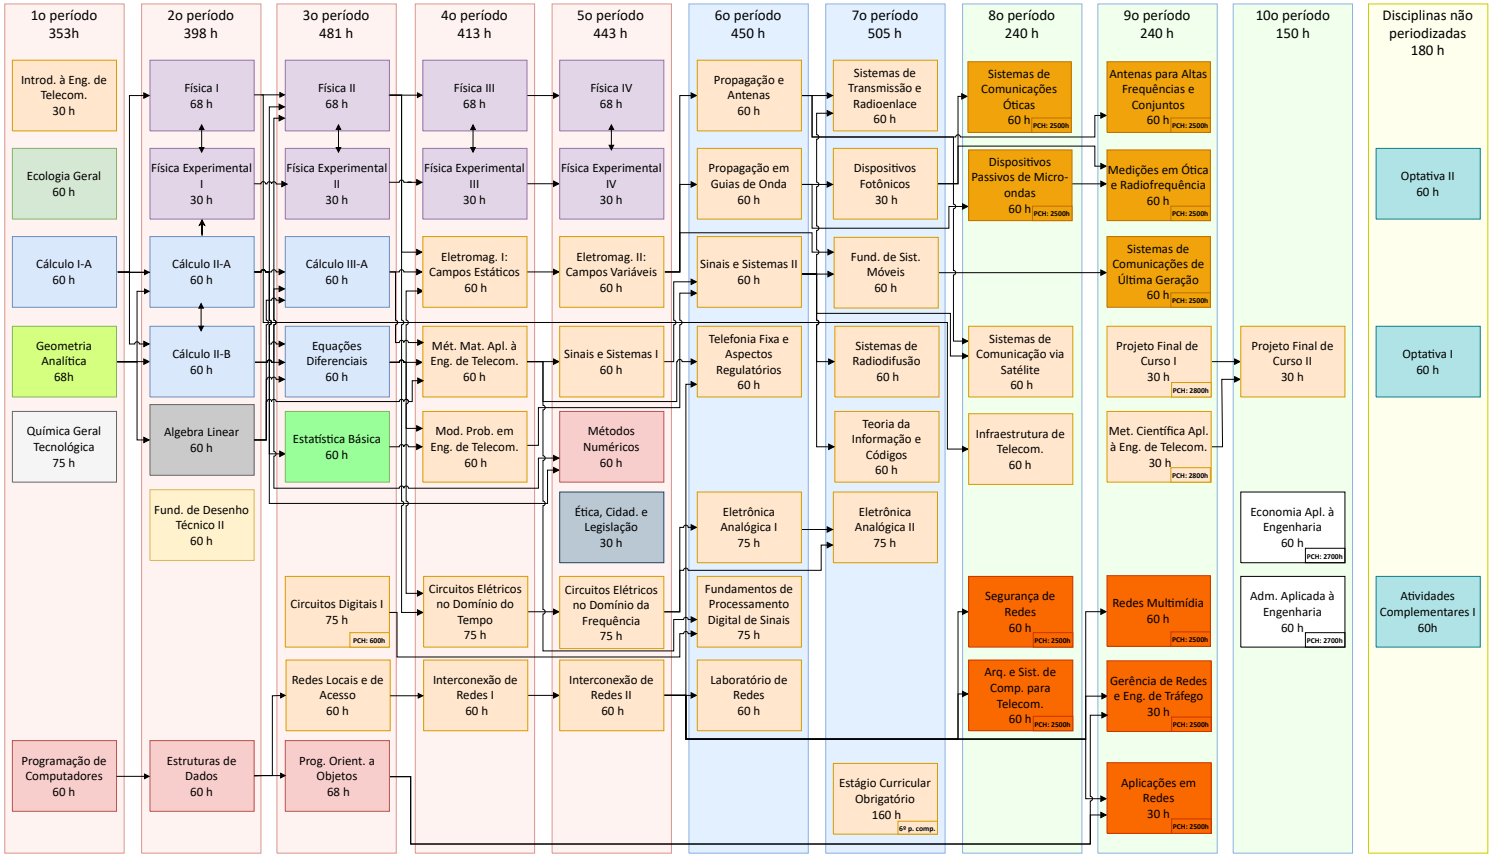 1o período
353h
Introd. à Eng. de
Telecom.
30 h
Ecologia Geral
60 h
Cálculo I-A
60 h
Geometria
Analítica
68h
Química Geral
Tecnológica
75 h
Programação de
Computadores
60 h
2o período
398 h
Física I
68 h
Física Experimental
I
30 h
Cálculo II-A
60 h
Cálculo II-B
60 h
Algebra Linear
60 h
Fund. de Desenho
Técnico II
60 h
Estruturas de
Dados
60 h
3o período
481 h
Física II
68 h
Física Experimental
II
30 h
Cálculo III-A
60 h
Equações
Diferenciais
60 h
Estatística Básica
60 h
Circuitos Digitais I
75 h
PCH: 600h
Redes Locais e de
Acesso
60 h
Prog. Orient. a
Objetos
68 h
4o período
413 h
Física III
68 h
Física Experimental
III
30 h
Eletromag. I:
Campos Estáticos
60 h
Mét. Mat. Apl. à
Eng. de Telecom.
60 h
Mod. Prob. em
Eng. de Telecom.
60 h
Circuitos Elétricos
no Domínio do
Tempo
75 h
Interconexão de
Redes I
60 h
5o período
443 h
Física IV
68 h
Física Experimental
IV
30 h
Eletromag. II:
Campos Variáveis
60 h
Sinais e Sistemas I
60 h
Métodos
Numéricos
60 h
Ética, Cidad. e
Legislação
30 h
Circuitos Elétricos
no Domínio da
Frequência
75 h
Interconexão de
Redes II
60 h
6o período
450 h
Propagação e
Antenas
60 h
Propagação em
Guias de Onda
60 h
Sinais e Sistemas II
60 h
Telefonia Fixa e
Aspectos
Regulatórios
60 h
Eletrônica
Analógica I
75 h
Fundamentos de
Processamento
Digital de Sinais
75 h
Laboratório de
Redes
60 h
7o período
505 h
Sistemas de
Transmissão e
Radioenlace
60 h
Dispositivos
Fotônicos
30 h
Fund. de Sist.
Móveis
60 h
Sistemas de
Radiodifusão
60 h
Teoria da
Informação e
Códigos
60 h
Eletrônica
Analógica II
75 h
Estágio Curricular
Obrigatório
160 h
6º p. comp.
8o período
240 h
Sistemas de
Comunicações
Óticas
60 h
PCH: 2500h
Dispositivos
Passivos de Micro-
ondas
60 h
PCH: 2500h
Sistemas de
Comunicação via
Satélite
60 h
Infraestrutura de
Telecom.
60 h
Segurança de
Redes
60 h
PCH: 2500h
Arq. e Sist. de
Comp. para
Telecom.
60 h
PCH: 2500h
9o período
240 h
Antenas para Altas
Frequências e
Conjuntos
60 h
PCH: 2500h
Medições em Ótica
e Radiofrequência
60 h
PCH: 2500h
Sistemas de
Comunicações de
Última Geração
60 h
PCH: 2500h
Projeto Final de
Curso I
30 h
PCH: 2800h
Met. Científica Apl.
à Eng. de Telecom.
30 h
PCH: 2800h
Redes Multimídia
60 h
PCH: 2500h
Gerência de Redes
e Eng. de Tráfego
30 h
PCH: 2500h
Aplicações em
Redes
30 h
PCH: 2500h
10o período
150 h
Projeto Final de
Curso II
30 h
Economia Apl. à
Engenharia
60 h
PCH: 2700h
Adm. Aplicada à
Engenharia
60 h
PCH: 2700h
Disciplinas não
periodizadas
180 h
Optativa II
60 h
Optativa I
60 h
Atividades
Complementares I
60h